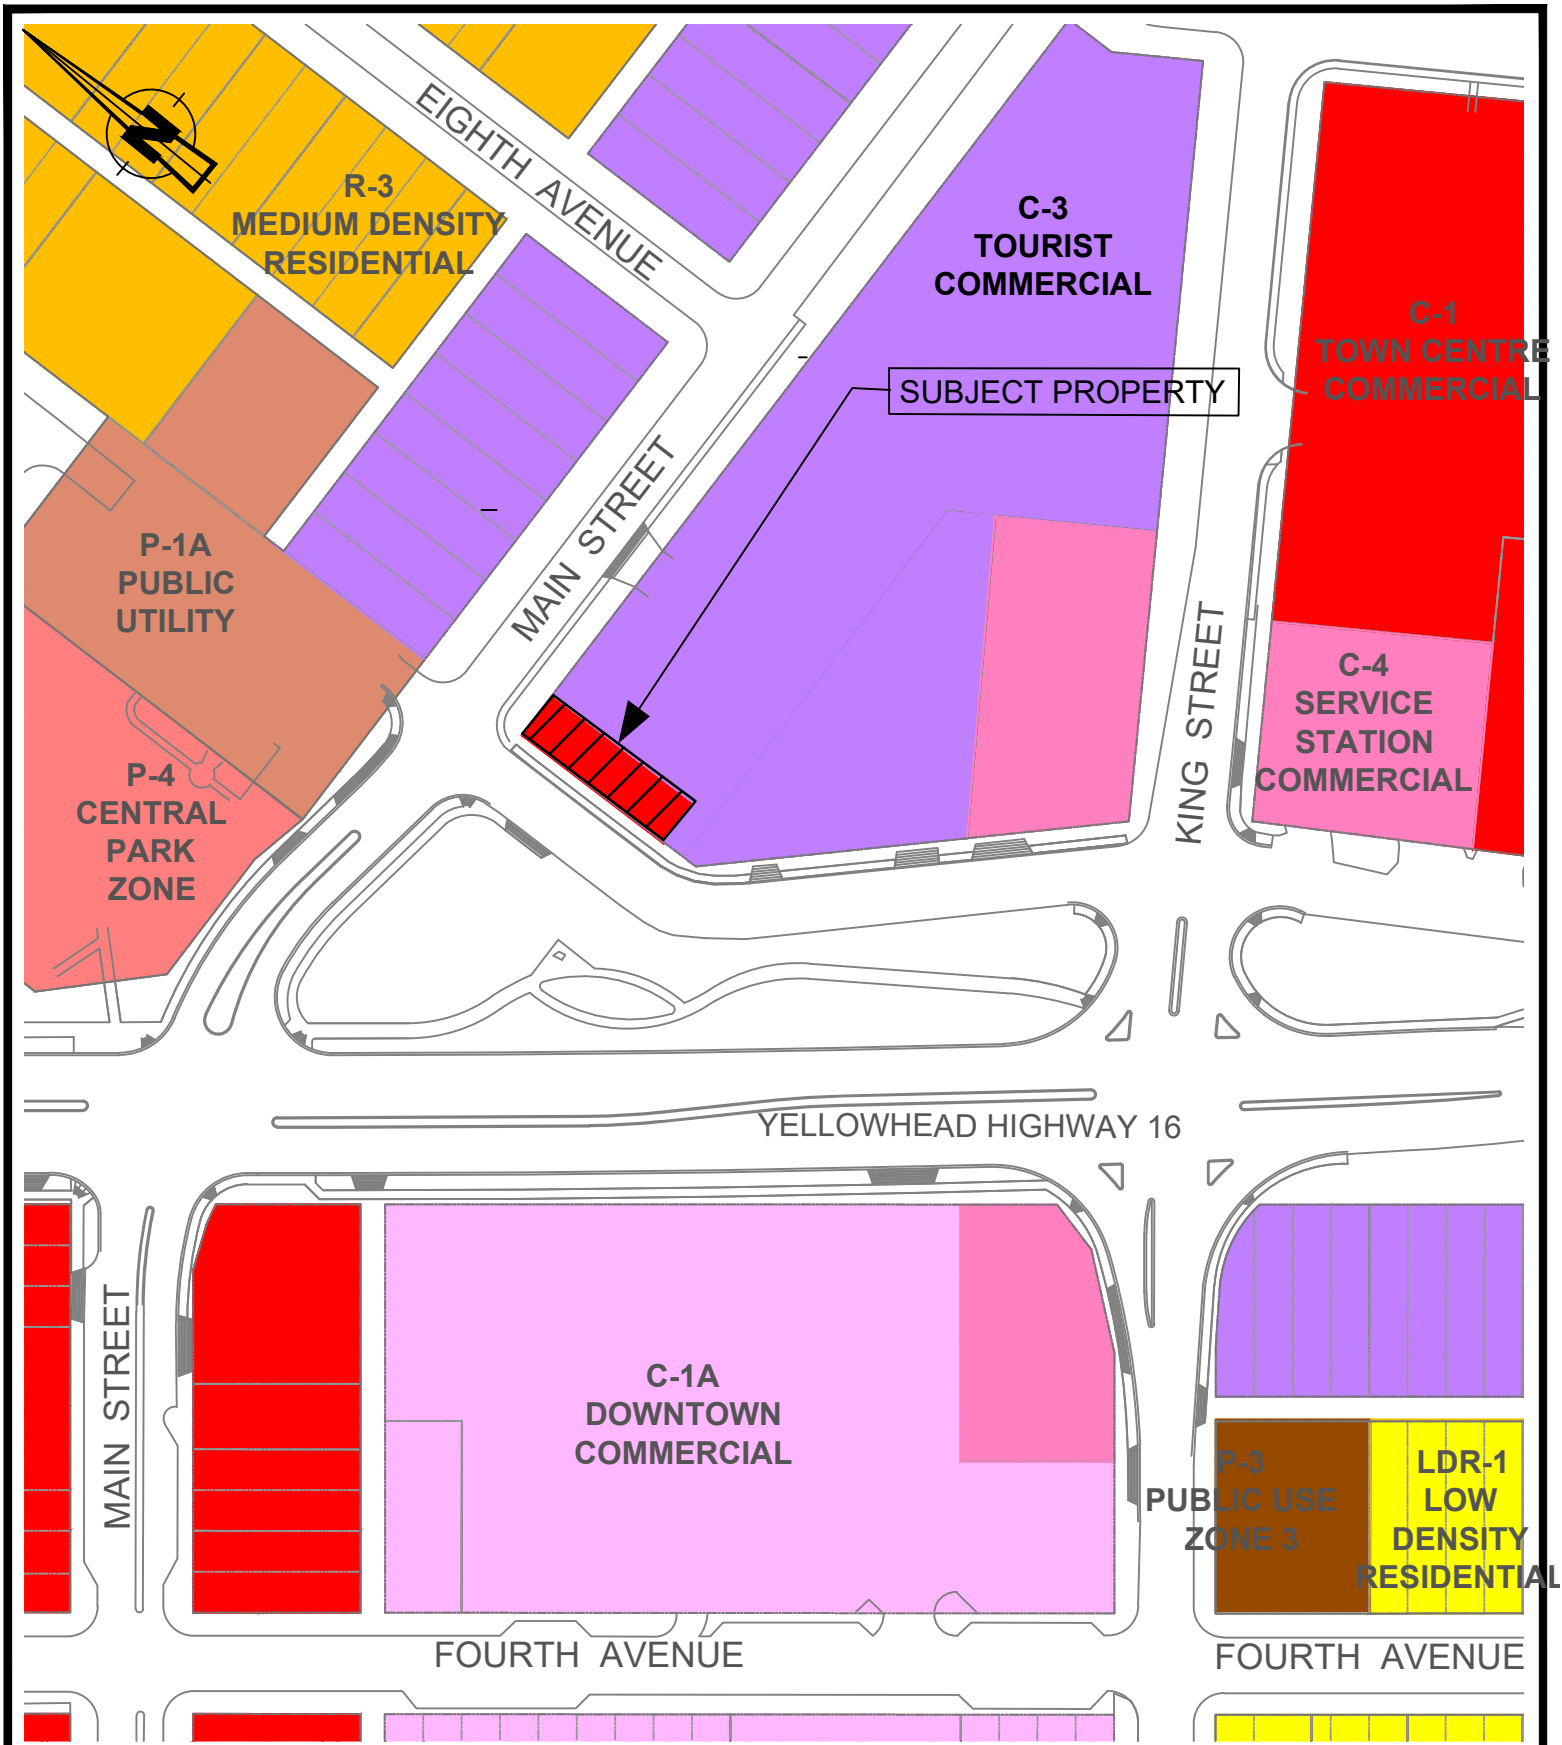 EIGHTH AVENUE
N
R-3
MEDIUM DENSITY
RESIDENTIAL
C-3
TOURIST
COMMERCIAL
C-1
TOWN CENTRE
COMMERCIAL
SUBJECT PROPERTY
MAIN STREET
P-1A
PUBLIC
UTILITY
KING STREET
C-4
SERVICE
STATION
COMMERCIAL
P-4
CENTRAL
PARK
ZONE
YELLOWHEAD HIGHWAY 16
MAIN STREET
C-1A
DOWNTOWN
COMMERCIAL
P-3
PUBLIC USE
ZONE 3
LDR-1
LOW
DENSITY
RESIDENTIAL
FOURTH AVENUE
FOURTH AVENUE